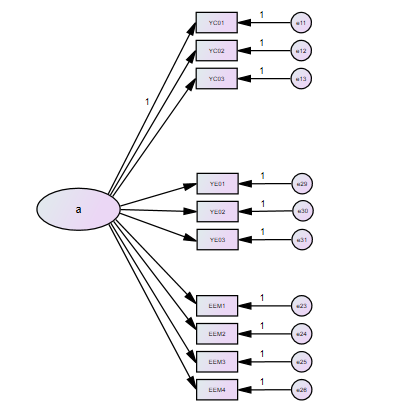 1
YC01 1 e11
YC02 1 e12
YC03 1 e13
1
a
YE01 1 e29
YE02 1 e30
YE03 1 e31
EEM1 1 e23
EEM2 1 e24
EEM3 1 e25
EEM4 1 e26